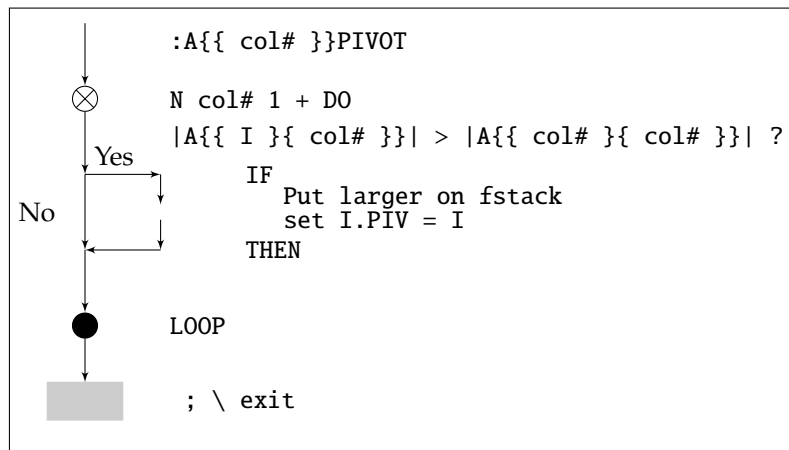 :A{{ col# }}PIVOT
N col# 1 + DO
|A{{ I }{ col# }}| > |A{{ col# }{ col# }}| ?
Yes
IF
Put larger on fstack
No
set I.PIV = I
THEN
LOOP
; \ exit